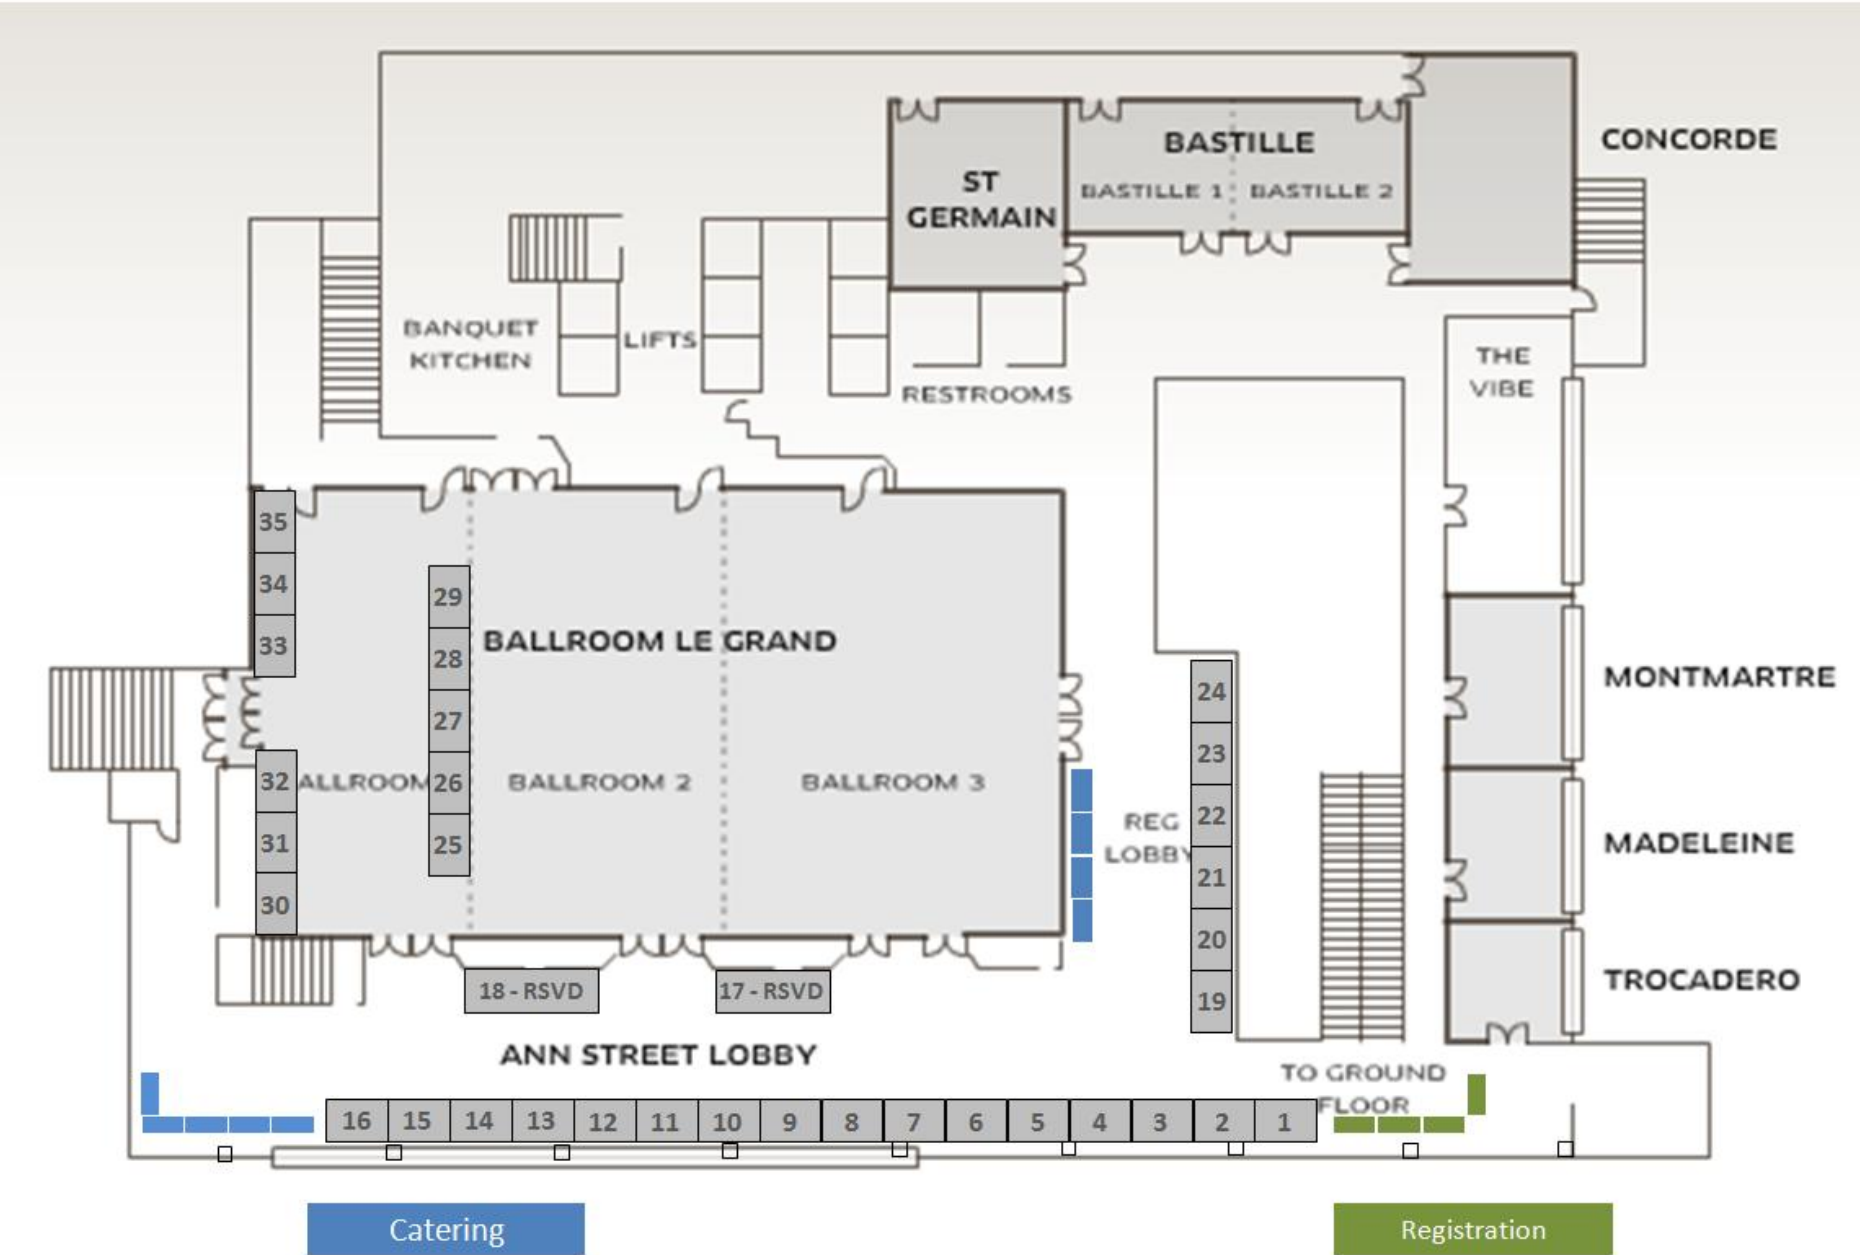 CONCORDE
BASTILLE
BASTILLE 1
BASTILLE 2
ST
GERMAIN
BANQUET
KITCHEN
LIFTS
RESTROOMS
THE
VIBE
35
34
33
29
28
27
26
25
BALLROOM LE GRAND
32
31
30
ALLROOM
BALLROOM 2
BALLROOM 3
REG
LOBBY
24
23
22
21
20
19
MONTMARTRE
MADELEINE
TROCADERO
18 - RSVD
17 - RSVD
ANN STREET LOBBY
TO GROUND
FLOOR
16 15 14 13 12 11 10 9 8 7 6 5 4 3 2 1
Catering
Registration